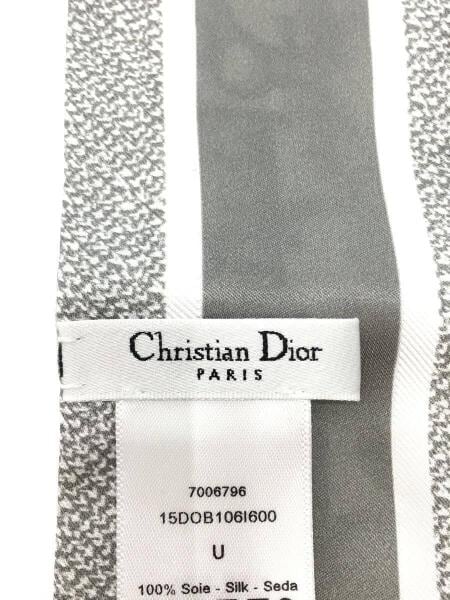 Christian Dior
PARIS
7006796
15DOB106I600
U
100% Soie - Silk - Seda